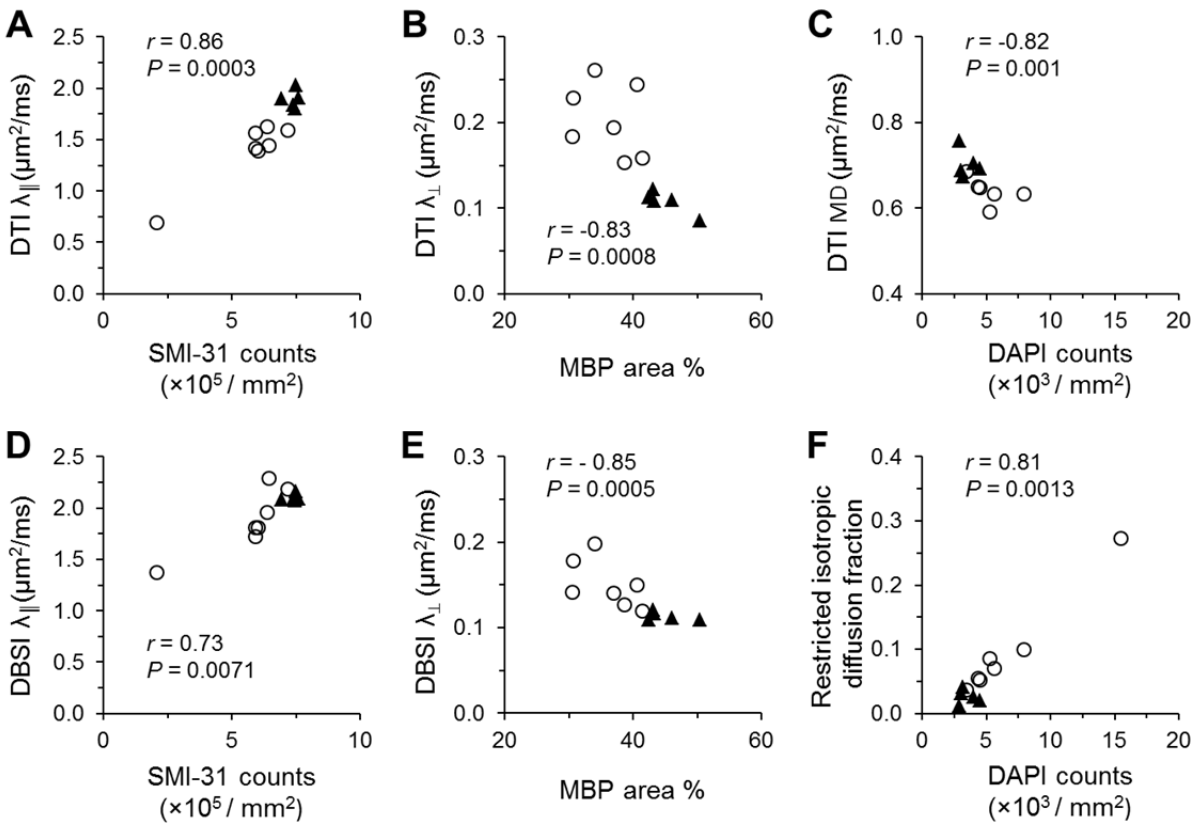 A
r = 0.86
P = 0.0003
DTI λ∥ (μm²/ms)
2.5
2.0
1.5
1.0
0.5
0.0
0
5
10
SMI-31 counts
(×10⁵ / mm²)
B
r = -0.83
P = 0.0008
DTI λ⊥ (μm²/ms)
0.3
0.2
0.1
0.0
20
40
60
MBP area %
C
r = -0.82
P = 0.001
DTI MD (μm²/ms)
1.0
0.8
0.6
0.4
0
5
10
15
20
DAPI counts
(×10³ / mm²)
D
r = 0.73
P = 0.0071
DBSI λ∥ (μm²/ms)
2.5
2.0
1.5
1.0
0.5
0.0
0
5
10
SMI-31 counts
(×10⁵ / mm²)
E
r = - 0.85
P = 0.0005
DBSI λ⊥ (μm²/ms)
0.3
0.2
0.1
0.0
20
40
60
MBP area %
F
r = 0.81
P = 0.0013
Restricted isotropic
diffusion fraction
0.4
0.3
0.2
0.1
0.0
0
5
10
15
20
DAPI counts
(×10³ / mm²)